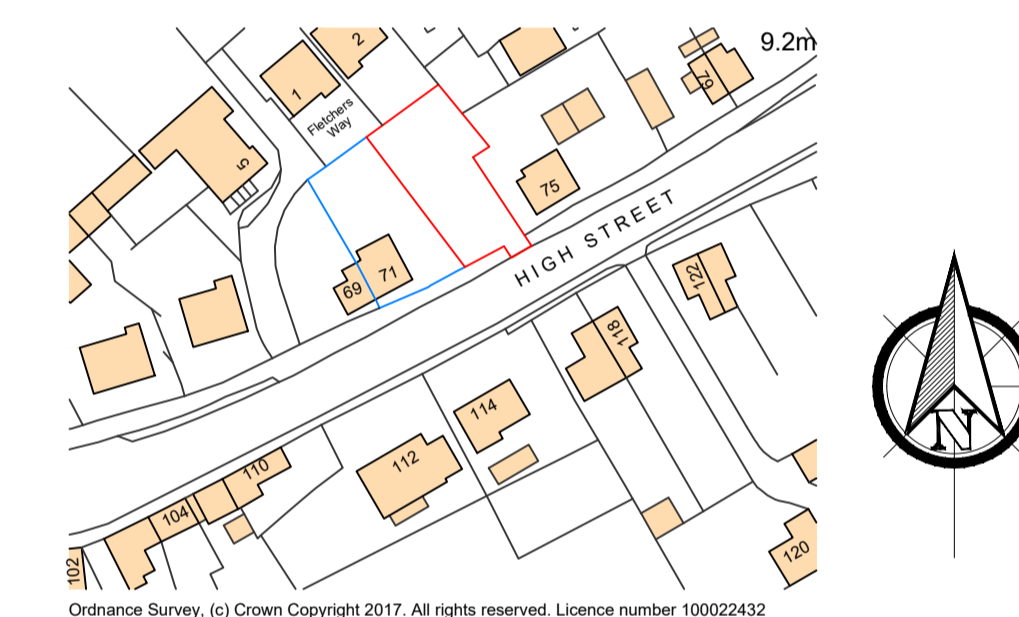 9.2m
2
1
79
Fletchers
Way
5
75
HIGH STREET
71
69
122
118
114
112
110
104
102
120
N
Ordnance Survey, (c) Crown Copyright 2017. All rights reserved. Licence number 100022432